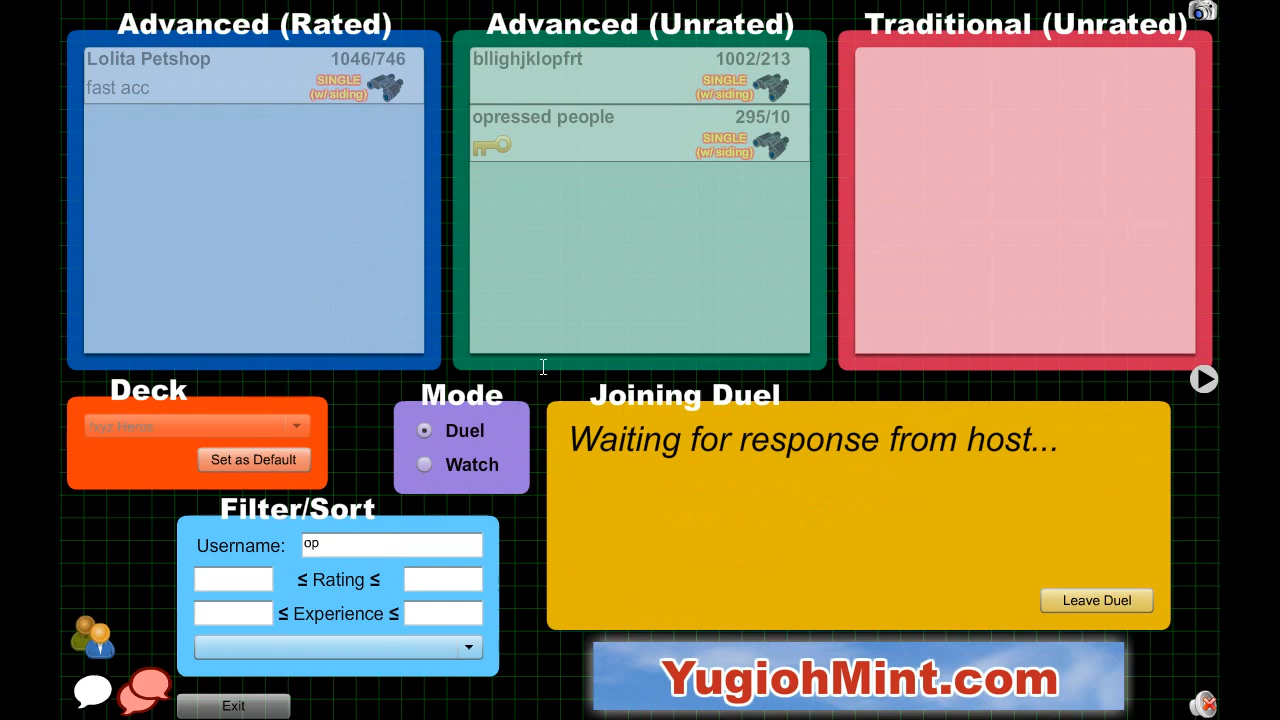 Advanced (Rated)
Lolita Petshop 1046/746
fast acc SINGLE
(w/ siding)
Advanced (Unrated)
bllighjklopfrt 1002/213
SINGLE
(w/ siding)
opressed people 295/10
SINGLE
(w/ siding)
Traditional (Unrated)
Deck
!xyz Heros
Set as Default
Mode
Duel
Watch
Joining Duel
Waiting for response from host...
Leave Duel
Filter/Sort
Username: op
≤ Rating ≤
≤ Experience ≤
Exit
YugiohMint.com